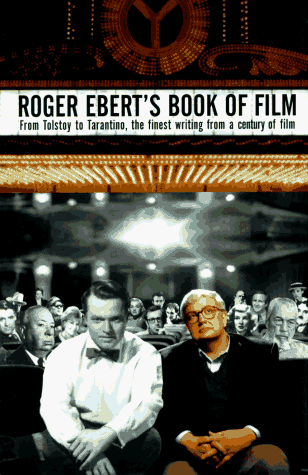 ROGER EBERT'S BOOK OF FILM
From Tolstoy to Tarantino, the finest writing from a century of film